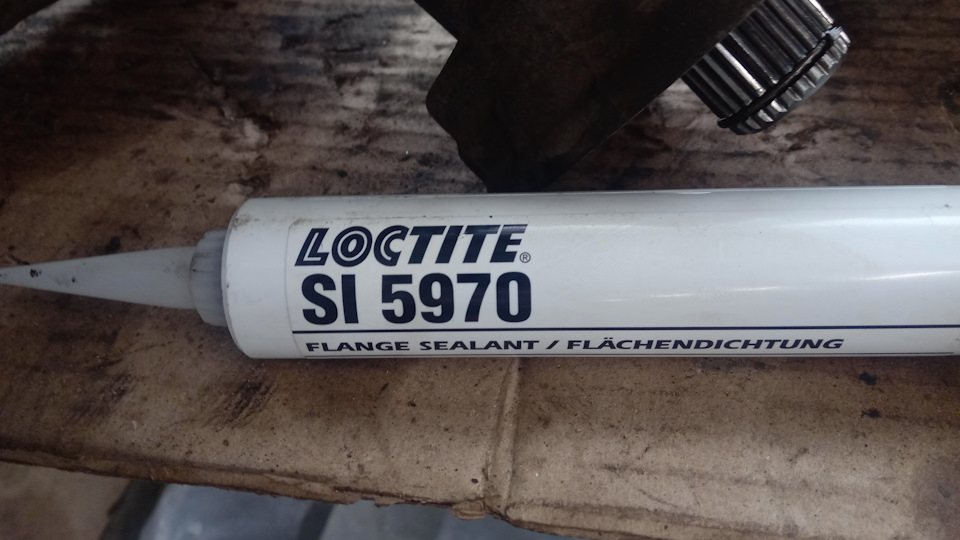 LOCTITE®
SI 5970
FLANGE SEALANT / FLÄCHENDICHTUNG